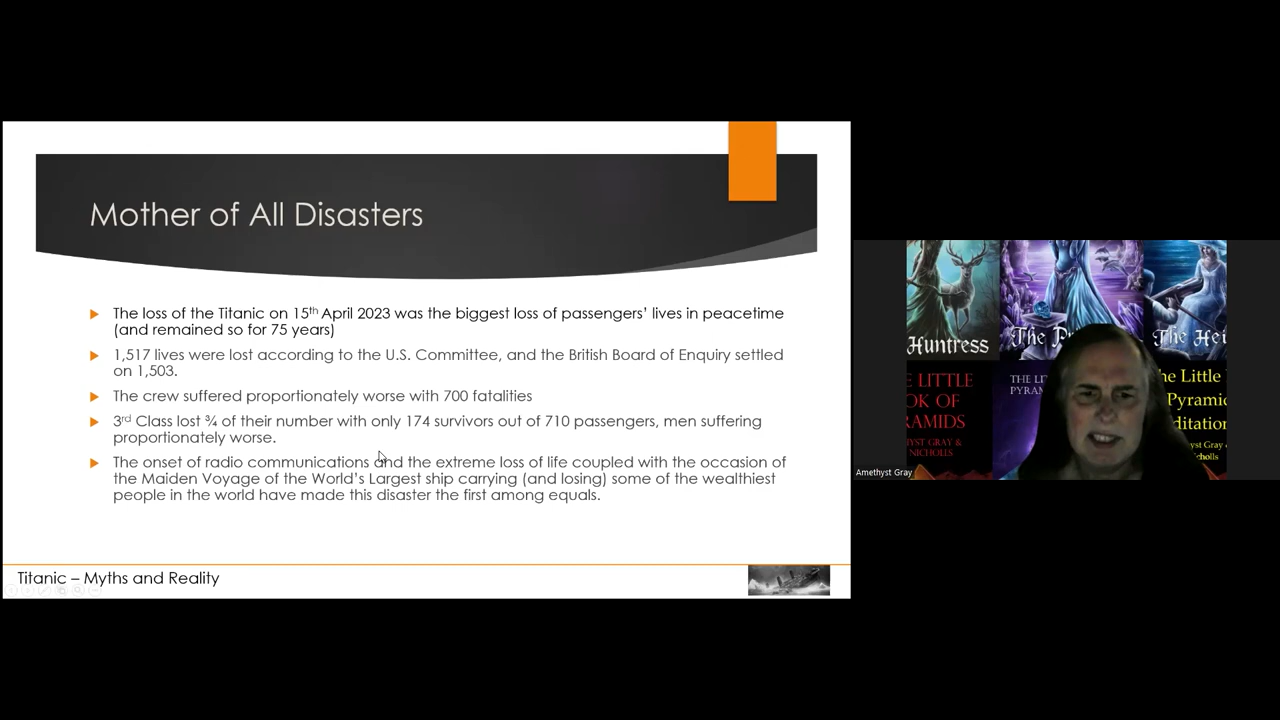 Mother of All Disasters
The loss of the Titanic on 15th April 2023 was the biggest loss of passengers' lives in peacetime
(and remained so for 75 years)
1,517 lives were lost according to the U.S. Committee, and the British Board of Enquiry settled
on 1,503.
The crew suffered proportionately worse with 700 fatalities
3rd Class lost ¾ of their number with only 174 survivors out of 710 passengers, men suffering
proportionately worse.
The onset of radio communications and the extreme loss of life coupled with the occasion of
the Maiden Voyage of the World's Largest ship carrying (and losing) some of the wealthiest
people in the world have made this disaster the first among equals.
Titanic – Myths and Reality
Huntress
The
The Hei
LITTLE
OK OF
RAMIDS
YST GRAY &
NICHOLLS
THE
PYRAM
he Little
Pyramid
ditation
yst Gray &
cholls
Amethyst Gray